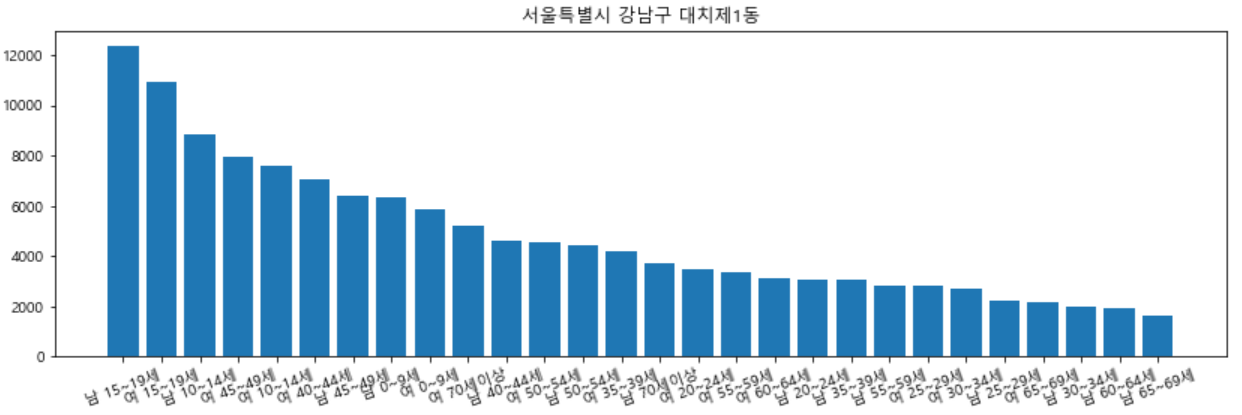 서울특별시 강남구 대치제1동
12000
10000
8000
6000
4000
2000
0
남 15~19세
여 15~19세
남 10~14세
여 45~49세
여 10~14세
여 40~44세
남 45~49세
남 0~9세
여 0~9세
여 70세이상
남 40~44세
여 50~54세
남 50~54세
여 35~39세
남 70세이상
여 20~24세
여 55~59세
여 60~64세
남 20~24세
남 35~39세
남 55~59세
여 25~29세
여 30~34세
남 25~29세
여 65~69세
남 30~34세
남 60~64세
남 65~69세